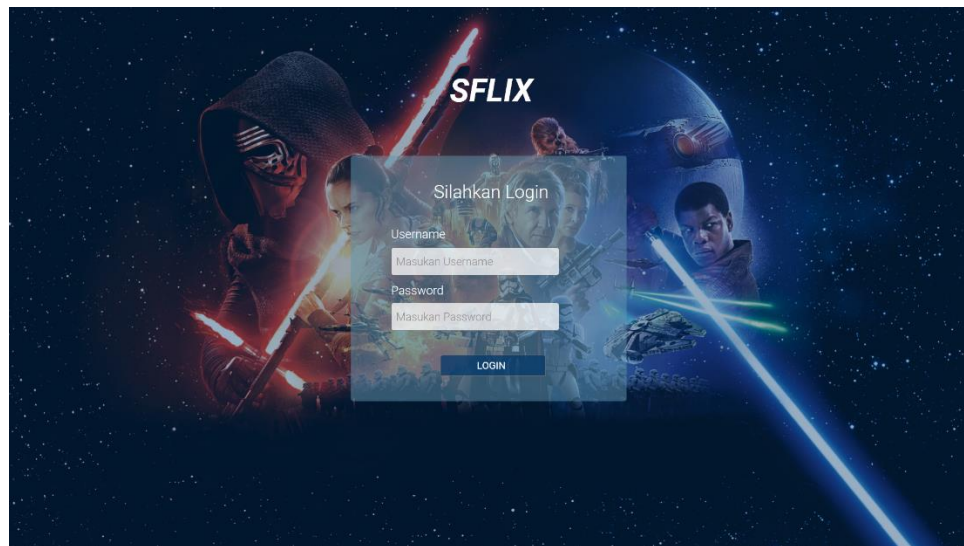 SFLIX
Silahkan Login
Username
Masukan Username
Password
Masukan Password
LOGIN